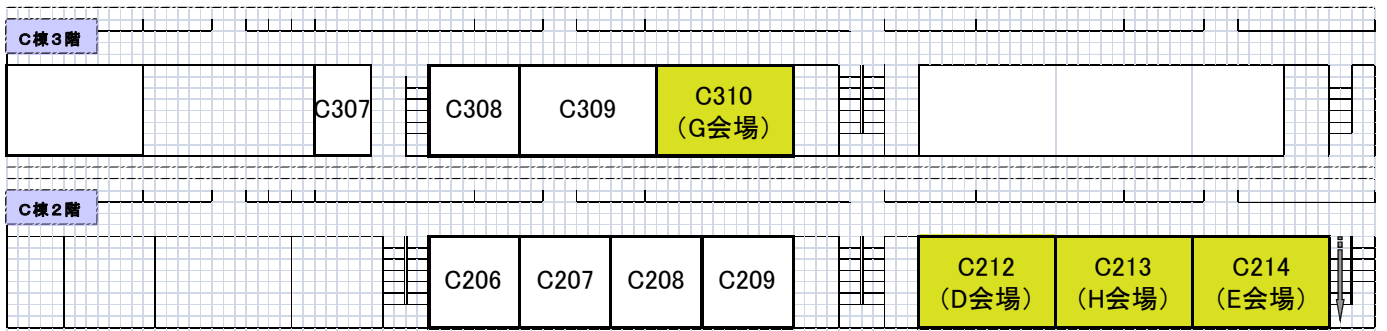 C棟3階
C307
C308
C309
C310
（G会場）
C棟2階
C206
C207
C208
C209
C212
（D会場）
C213
（H会場）
C214
（E会場）